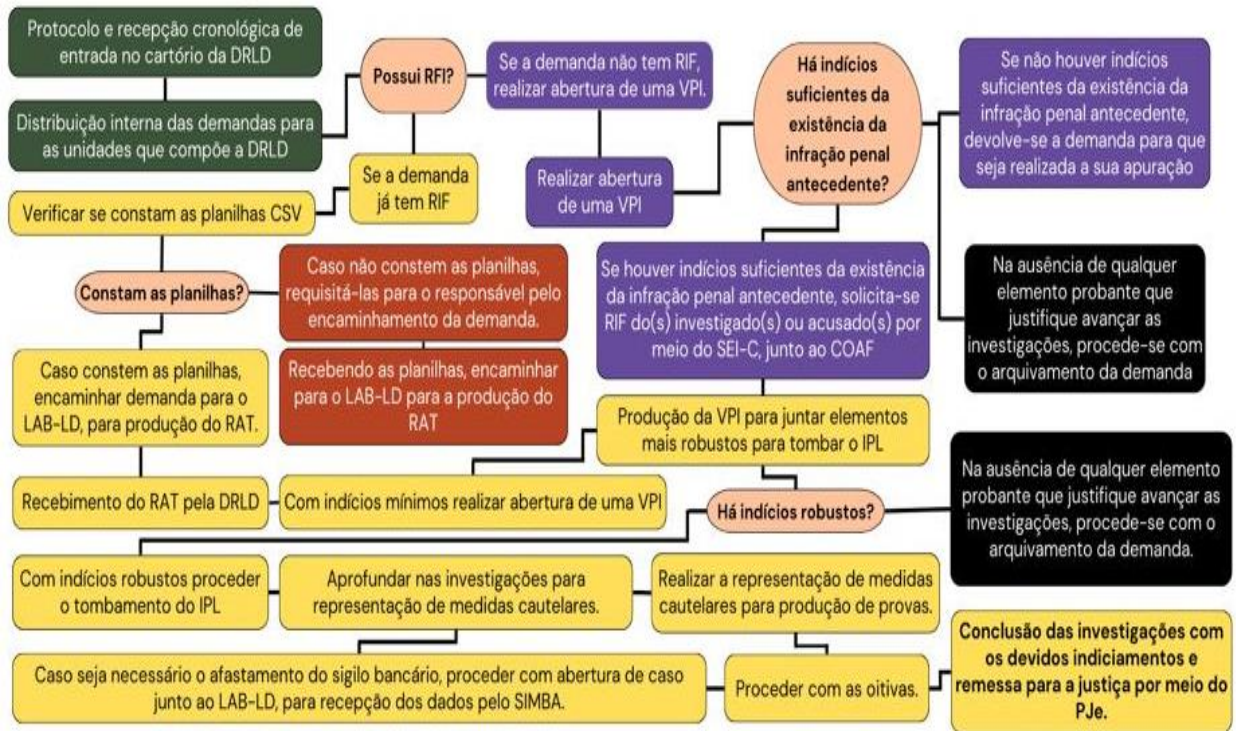 Protocolo e recepção cronológica de
entrada no cartório da DRLD
Distribuição interna das demandas para
as unidades que compõe a DRLD
Possui RFI?
Se a demanda não tem RIF,
realizar abertura de uma VPI.
Realizar abertura
de uma VPI
Há indícios
suficientes da
existência da
infração penal
antecedente?
Se não houver indícios
suficientes da existência da
infração penal antecedente,
devolve-se a demanda para que
seja realizada a sua apuração
Se a demanda
já tem RIF
Verificar se constam as planilhas CSV
Constam as planilhas?
Caso não constem as planilhas,
requisitá-las para o responsável pelo
encaminhamento da demanda.
Recebendo as planilhas, encaminhar
para o LAB-LD para a produção do
RAT
Se houver indícios suficientes da existência
da infração penal antecedente, solicita-se
RIF do(s) investigado(s) ou acusado(s) por
meio do SEI-C, junto ao COAF
Na ausência de qualquer
elemento probante que
justifique avançar as
investigações, procede-se com
o arquivamento da demanda
Caso constem as planilhas,
encaminhar demanda para o
LAB-LD, para produção do RAT.
Produção da VPI para juntar elementos
mais robustos para tombar o IPL
Recebimento do RAT pela DRLD
Com indícios mínimos realizar abertura de uma VPI
Há indícios robustos?
Na ausência de qualquer elemento
probante que justifique avançar as
investigações, procede-se com o
arquivamento da demanda.
Com indícios robustos proceder
o tombamento do IPL
Aprofundar nas investigações para
representação de medidas cautelares.
Realizar a representação de medidas
cautelares para produção de provas.
Caso seja necessário o afastamento do sigilo bancário, proceder com abertura de caso
junto ao LAB-LD, para recepção dos dados pelo SIMBA.
Proceder com as oitivas.
Conclusão das investigações com
os devidos indiciamentos e
remessa para a justiça por meio do
PJe.